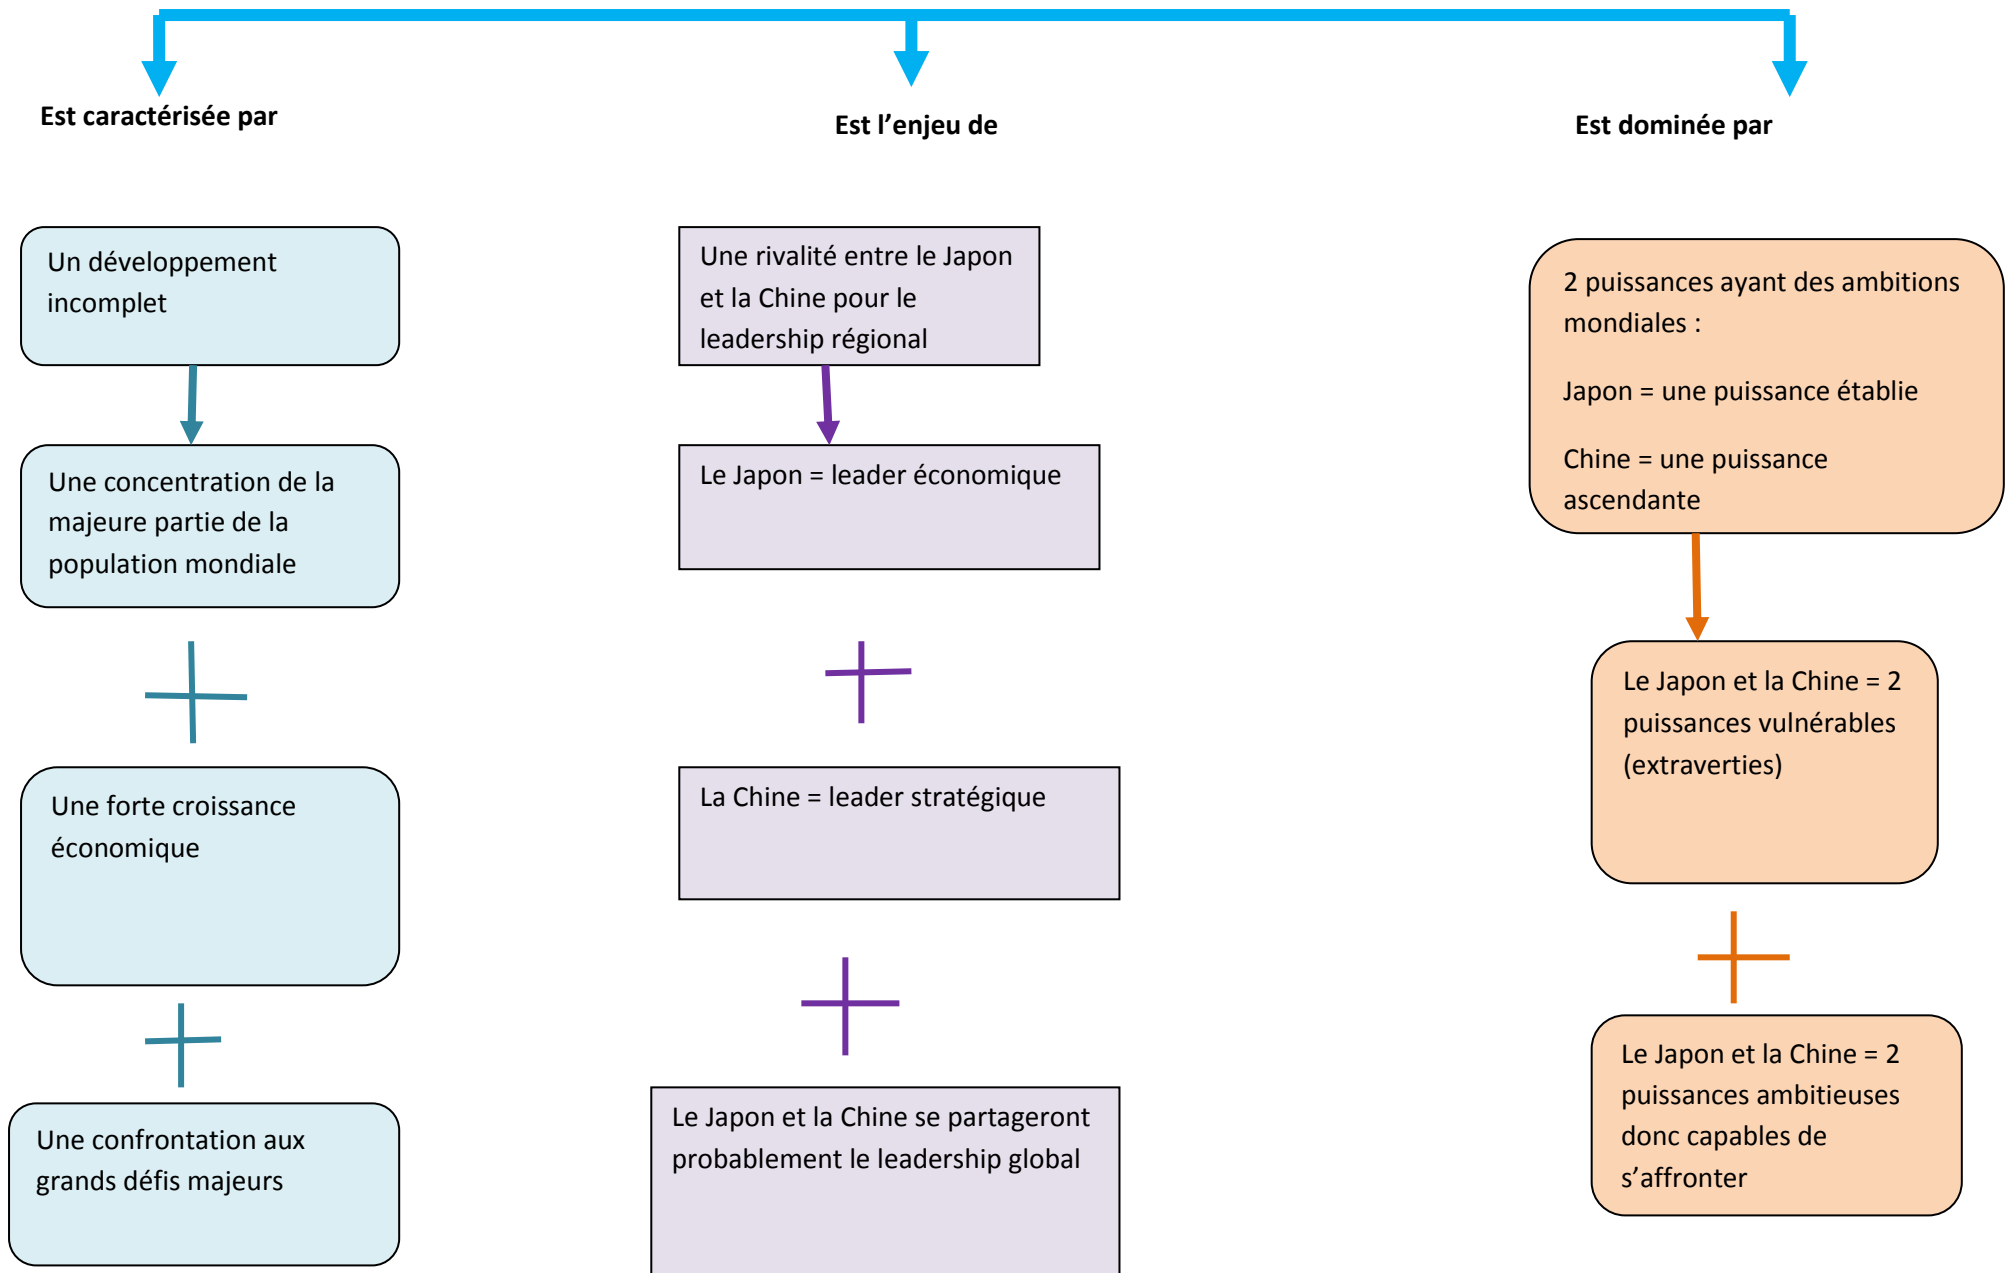 Est caractérisée par
Un développement
incomplet
Une concentration de la
majeure partie de la
population mondiale
Une forte croissance
économique
Une confrontation aux
grands défis majeurs
Est l’enjeu de
Une rivalité entre le Japon
et la Chine pour le
leadership régional
Le Japon = leader économique
La Chine = leader stratégique
Le Japon et la Chine se partageront
probablement le leadership global
Est dominée par
2 puissances ayant des ambitions
mondiales :
Japon = une puissance établie
Chine = une puissance
ascendante
Le Japon et la Chine = 2
puissances vulnérables
(extraverties)
Le Japon et la Chine = 2
puissances ambitieuses
donc capables de
s’affronter